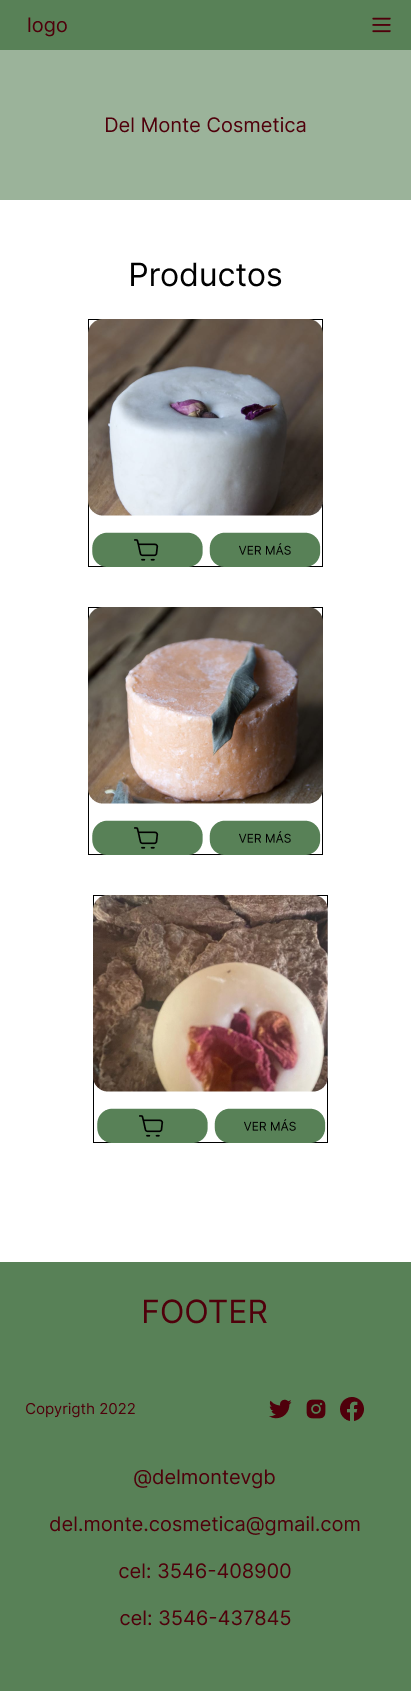 logo
Del Monte Cosmetica
Productos
VER MÁS
VER MÁS
VER MÁS
FOOTER
Copyrigth 2022
@delmontevgb
del.monte.cosmetica@gmail.com
cel: 3546-408900
cel: 3546-437845